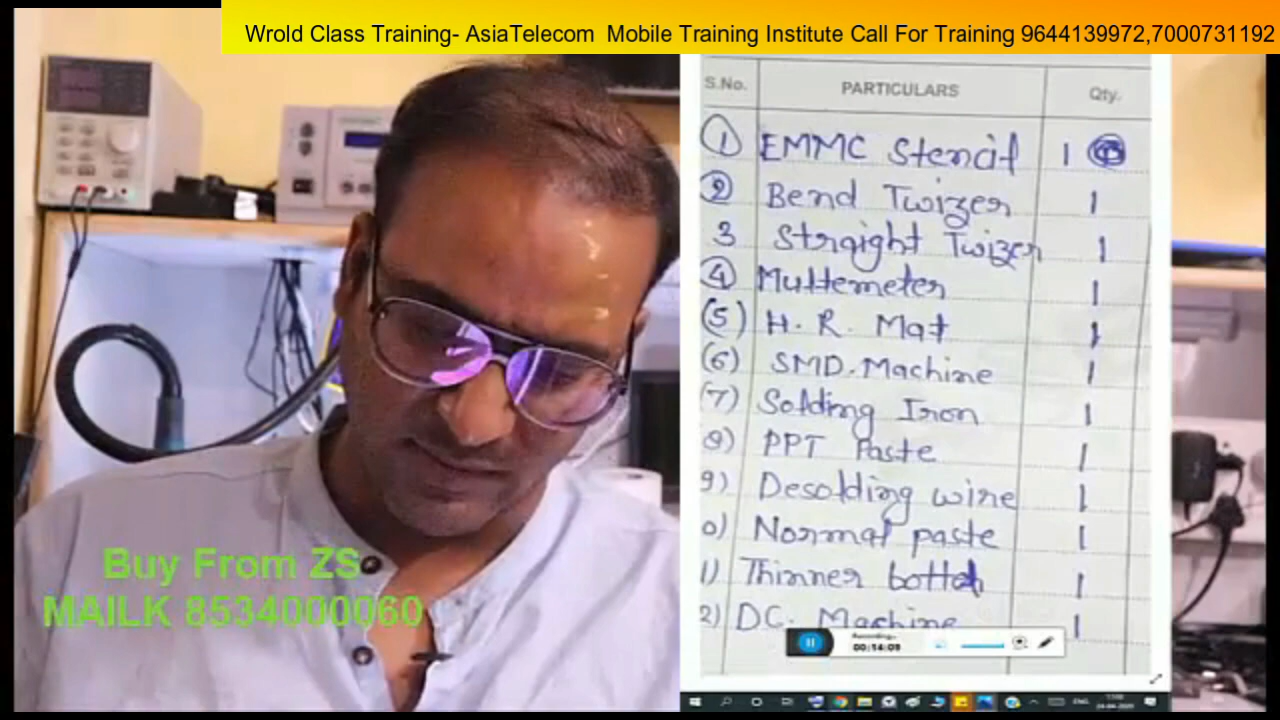 Wrold Class Training- AsiaTelecom Mobile Training Institute Call For Training 9644139972,7000731192
S.No. PARTICULARS Qty.
1 EMMC Stencil 1
2 Bend Twizer 1
3 Straight Twizer 1
4 Multemeter 1
(5) H. R. Mat 1
(6) SMD. Machine 1
(7) Solding Iron 1
8) PPT Paste 1
9) Desolding wire 1
0) Normal paste 1
1) Thinner bottel 1
2) DC. Machine 1
Buy From ZS
MAILK 8534000060
Recording...
00:14:09
ENG